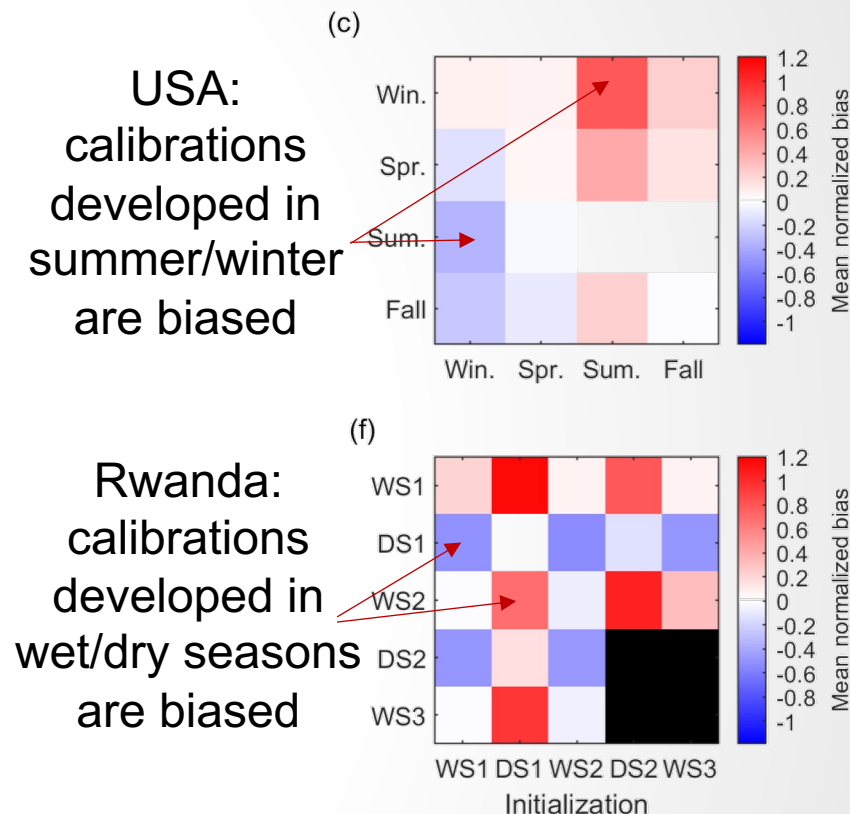 (c)
USA:
calibrations
developed in
summer/winter
are biased
Win.
Spr.
Sum.
Fall
Win. Spr. Sum. Fall
1.2
1
0.8
0.6
0.4
0.2
0
-0.2
-0.4
-0.6
-0.8
-1
Mean normalized bias
(f)
Rwanda:
calibrations
developed in
wet/dry seasons
are biased
WS1
DS1
WS2
DS2
WS3
WS1 DS1 WS2 DS2 WS3
Initialization
1.2
1
0.8
0.6
0.4
0.2
0
-0.2
-0.4
-0.6
-0.8
-1
Mean normalized bias